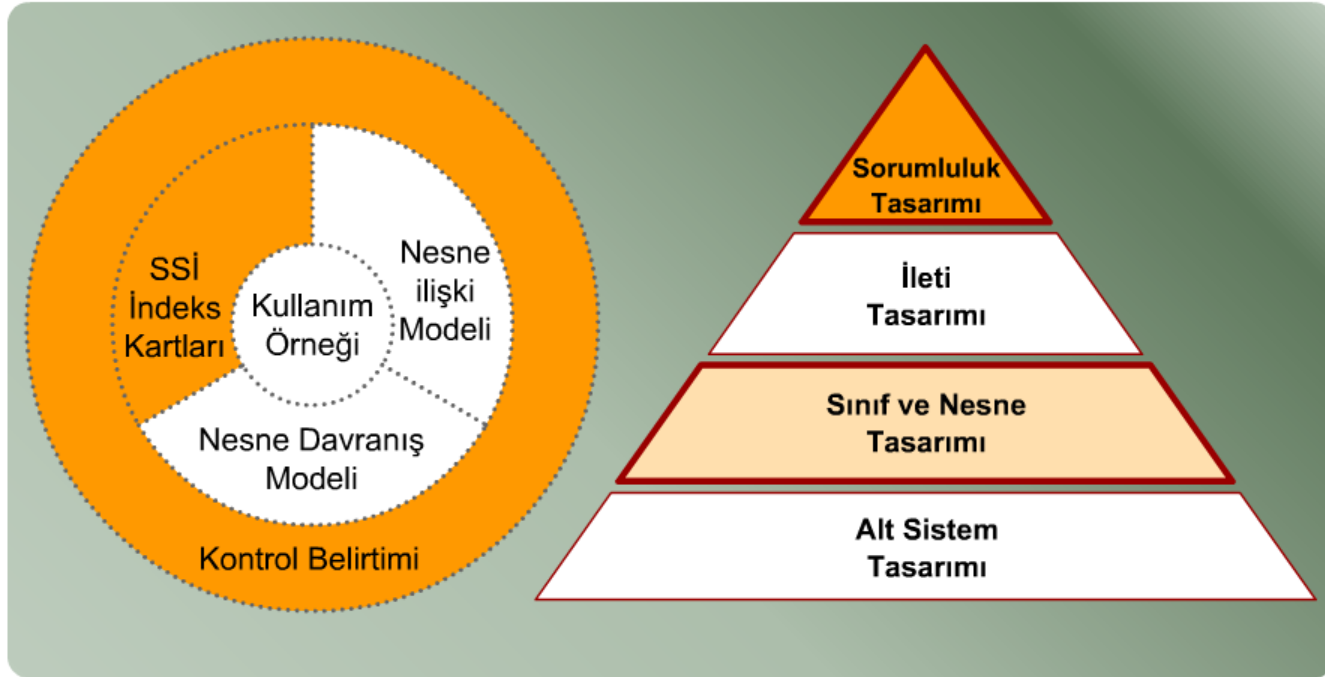 SSİ
İndeks
Kartları
Kullanım
Örneği
Nesne
ilişki
Modeli
Nesne Davranış
Modeli
Kontrol Belirtimi
Sorumluluk
Tasarımı
İleti
Tasarımı
Sınıf ve Nesne
Tasarımı
Alt Sistem
Tasarımı